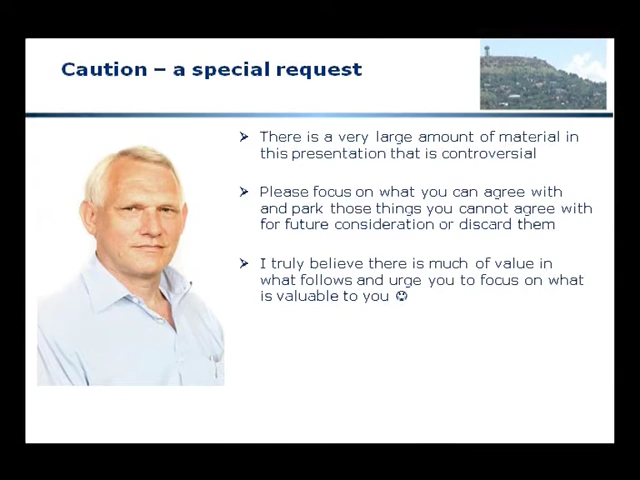 Caution – a special request
➢ There is a very large amount of material in
this presentation that is controversial
➢ Please focus on what you can agree with
and park those things you cannot agree with
for future consideration or discard them
➢ I truly believe there is much of value in
what follows and urge you to focus on what
is valuable to you ☺